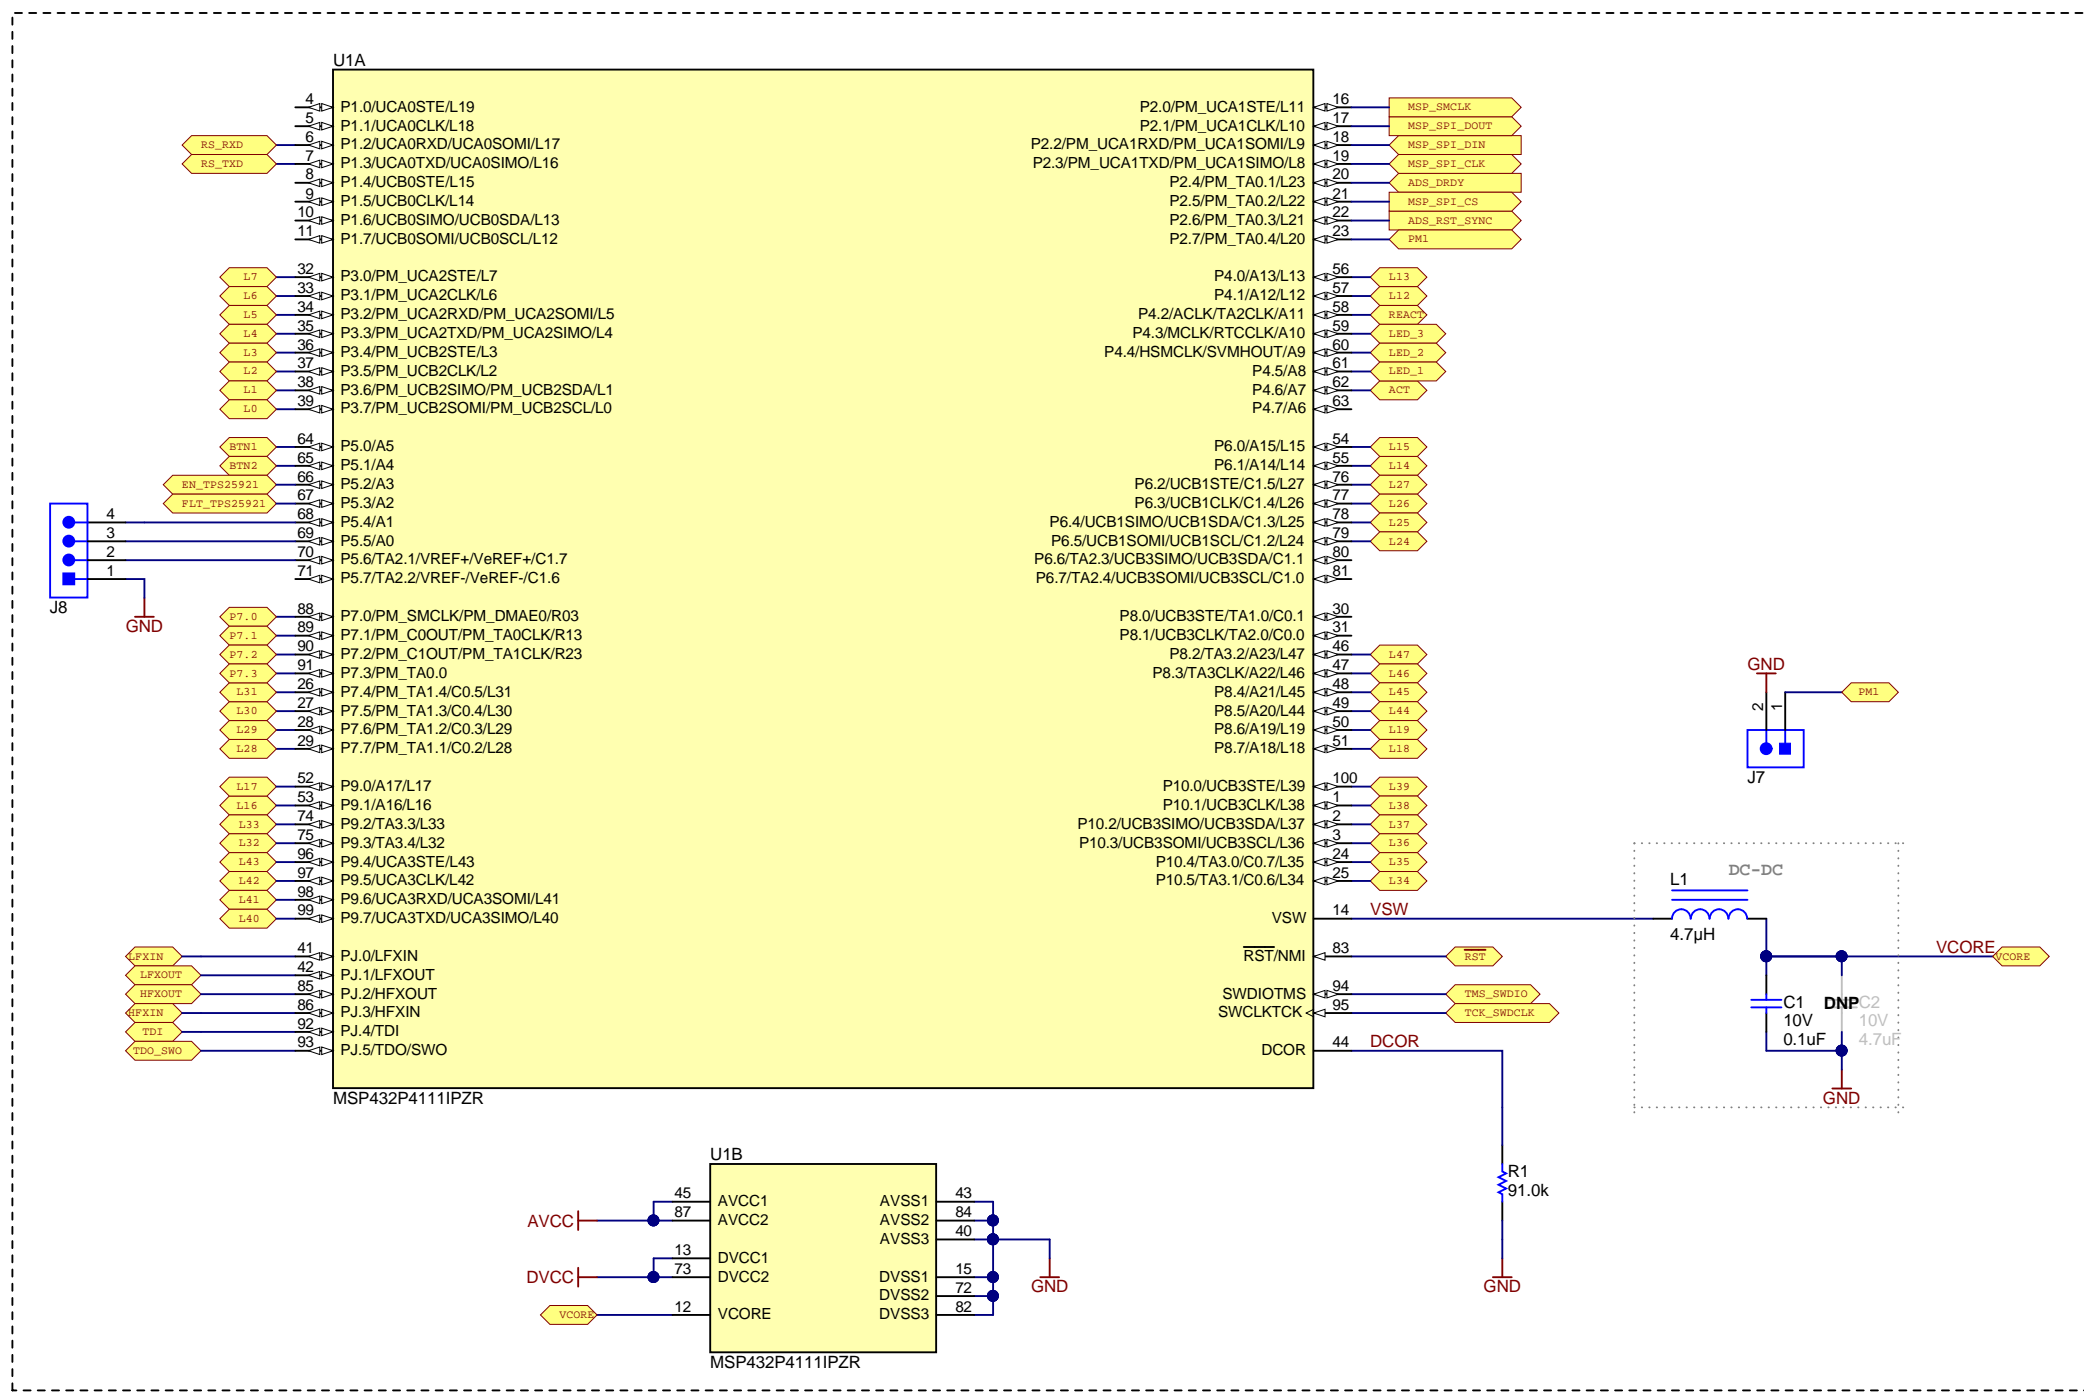 U1A
4 P1.0/UCA0STE/L19
5 P1.1/UCA0CLK/L18
RS_RXD 6 P1.2/UCA0RXD/UCA0SOMI/L17
RS_TXD 7 P1.3/UCA0TXD/UCA0SIMO/L16
8 P1.4/UCB0STE/L15
9 P1.5/UCB0CLK/L14
10 P1.6/UCB0SIMO/UCB0SDA/L13
11 P1.7/UCB0SOMI/UCB0SCL/L12
L7 32 P3.0/PM_UCA2STE/L7
L6 33 P3.1/PM_UCA2CLK/L6
L5 34 P3.2/PM_UCA2RXD/PM_UCA2SOMI/L5
L4 35 P3.3/PM_UCA2TXD/PM_UCA2SIMO/L4
L3 36 P3.4/PM_UCB2STE/L3
L2 37 P3.5/PM_UCB2CLK/L2
L1 38 P3.6/PM_UCB2SIMO/PM_UCB2SDA/L1
L0 39 P3.7/PM_UCB2SOMI/PM_UCB2SCL/L0
BTN1 64 P5.0/A5
BTN2 65 P5.1/A4
EN_TPS25921 66 P5.2/A3
FLT_TPS25921 67 P5.3/A2
4 68 P5.4/A1
3 69 P5.5/A0
2 70 P5.6/TA2.1/VREF+/VeREF+/C1.7
1 71 P5.7/TA2.2/VREF-/VeREF-/C1.6
J8
GND
P7.0 88 P7.0/PM_SMCLK/PM_DMAE0/R03
P7.1 89 P7.1/PM_C0OUT/PM_TA0CLK/R13
P7.2 90 P7.2/PM_C1OUT/PM_TA1CLK/R23
P7.3 91 P7.3/PM_TA0.0
L31 26 P7.4/PM_TA1.4/C0.5/L31
L30 27 P7.5/PM_TA1.3/C0.4/L30
L29 28 P7.6/PM_TA1.2/C0.3/L29
L28 29 P7.7/PM_TA1.1/C0.2/L28
L17 52 P9.0/A17/L17
L16 53 P9.1/A16/L16
L33 74 P9.2/TA3.3/L33
L32 75 P9.3/TA3.4/L32
L43 96 P9.4/UCA3STE/L43
L42 97 P9.5/UCA3CLK/L42
L41 98 P9.6/UCA3RXD/UCA3SOMI/L41
L40 99 P9.7/UCA3TXD/UCA3SIMO/L40
LFXIN 41 PJ.0/LFXIN
LFXOUT 42 PJ.1/LFXOUT
HFXOUT 85 PJ.2/HFXOUT
HFXIN 86 PJ.3/HFXIN
TDI 92 PJ.4/TDI
TDO_SWO 93 PJ.5/TDO/SWO
P2.0/PM_UCA1STE/L11 16 MSP_SMCLK
P2.1/PM_UCA1CLK/L10 17 MSP_SPI_DOUT
P2.2/PM_UCA1RXD/PM_UCA1SOMI/L9 18 MSP_SPI_DIN
P2.3/PM_UCA1TXD/PM_UCA1SIMO/L8 19 MSP_SPI_CLK
P2.4/PM_TA0.1/L23 20 ADS_DRDY
P2.5/PM_TA0.2/L22 21 MSP_SPI_CS
P2.6/PM_TA0.3/L21 22 ADS_RST_SYNC
P2.7/PM_TA0.4/L20 23 PM1
P4.0/A13/L13 56 L13
P4.1/A12/L12 57 L12
P4.2/ACLK/TA2CLK/A11 58 REACT
P4.3/MCLK/RTCCLK/A10 59 LED_3
P4.4/HSMCLK/SVMHOUT/A9 60 LED_2
P4.5/A8 61 LED_1
P4.6/A7 62 ACT
P4.7/A6 63
P6.0/A15/L15 54 L15
P6.1/A14/L14 55 L14
P6.2/UCB1STE/C1.5/L27 76 L27
P6.3/UCB1CLK/C1.4/L26 77 L26
P6.4/UCB1SIMO/UCB1SDA/C1.3/L25 78 L25
P6.5/UCB1SOMI/UCB1SCL/C1.2/L24 79 L24
P6.6/TA2.3/UCB3SIMO/UCB3SDA/C1.1 80
P6.7/TA2.4/UCB3SOMI/UCB3SCL/C1.0 81
P8.0/UCB3STE/TA1.0/C0.1 30
P8.1/UCB3CLK/TA2.0/C0.0 31
P8.2/TA3.2/A23/L47 46 L47
P8.3/TA3CLK/A22/L46 47 L46
P8.4/A21/L45 48 L45
P8.5/A20/L44 49 L44
P8.6/A19/L19 50 L19
P8.7/A18/L18 51 L18
P10.0/UCB3STE/L39 100 L39
P10.1/UCB3CLK/L38 1 L38
P10.2/UCB3SIMO/UCB3SDA/L37 2 L37
P10.3/UCB3SOMI/UCB3SCL/L36 3 L36
P10.4/TA3.0/C0.7/L35 24 L35
P10.5/TA3.1/C0.6/L34 25 L34
VSW 14 VSW
RST/NMI 83 RST
SWDIOTMS 94 TMS_SWDIO
SWCLKTCK 95 TCK_SWDCLK
DCOR 44 DCOR
MSP432P4111IPZR
GND
2 1 PM1
J7
DC-DC
L1
4.7µH
VCORE VCORE
C1 DNP C2
10V 10V
0.1uF 4.7uF
GND
R1
91.0k
GND
U1B
45 AVCC1 AVSS1 43
AVCC 87 AVCC2 AVSS2 84
AVSS3 40
13 DVCC1
DVCC 73 DVCC2 DVSS1 15
DVSS2 72
VCORE 12 VCORE DVSS3 82
GND
MSP432P4111IPZR